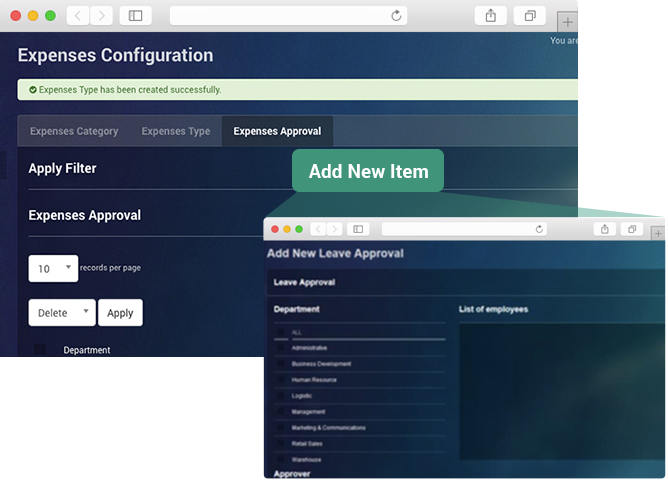 You are
Expenses Configuration
Expenses Type has been created successfully.
Expenses Category Expenses Type Expenses Approval
Apply Filter
Add New Item
Expenses Approval
10 records per page
Delete Apply
Department
Add New Leave Approval
Leave Approval
Department List of employees
ALL
Administrative
Business Development
Human Resource
Logistic
Management
Marketing & Communications
Retail Sales
Warehouse
Approver